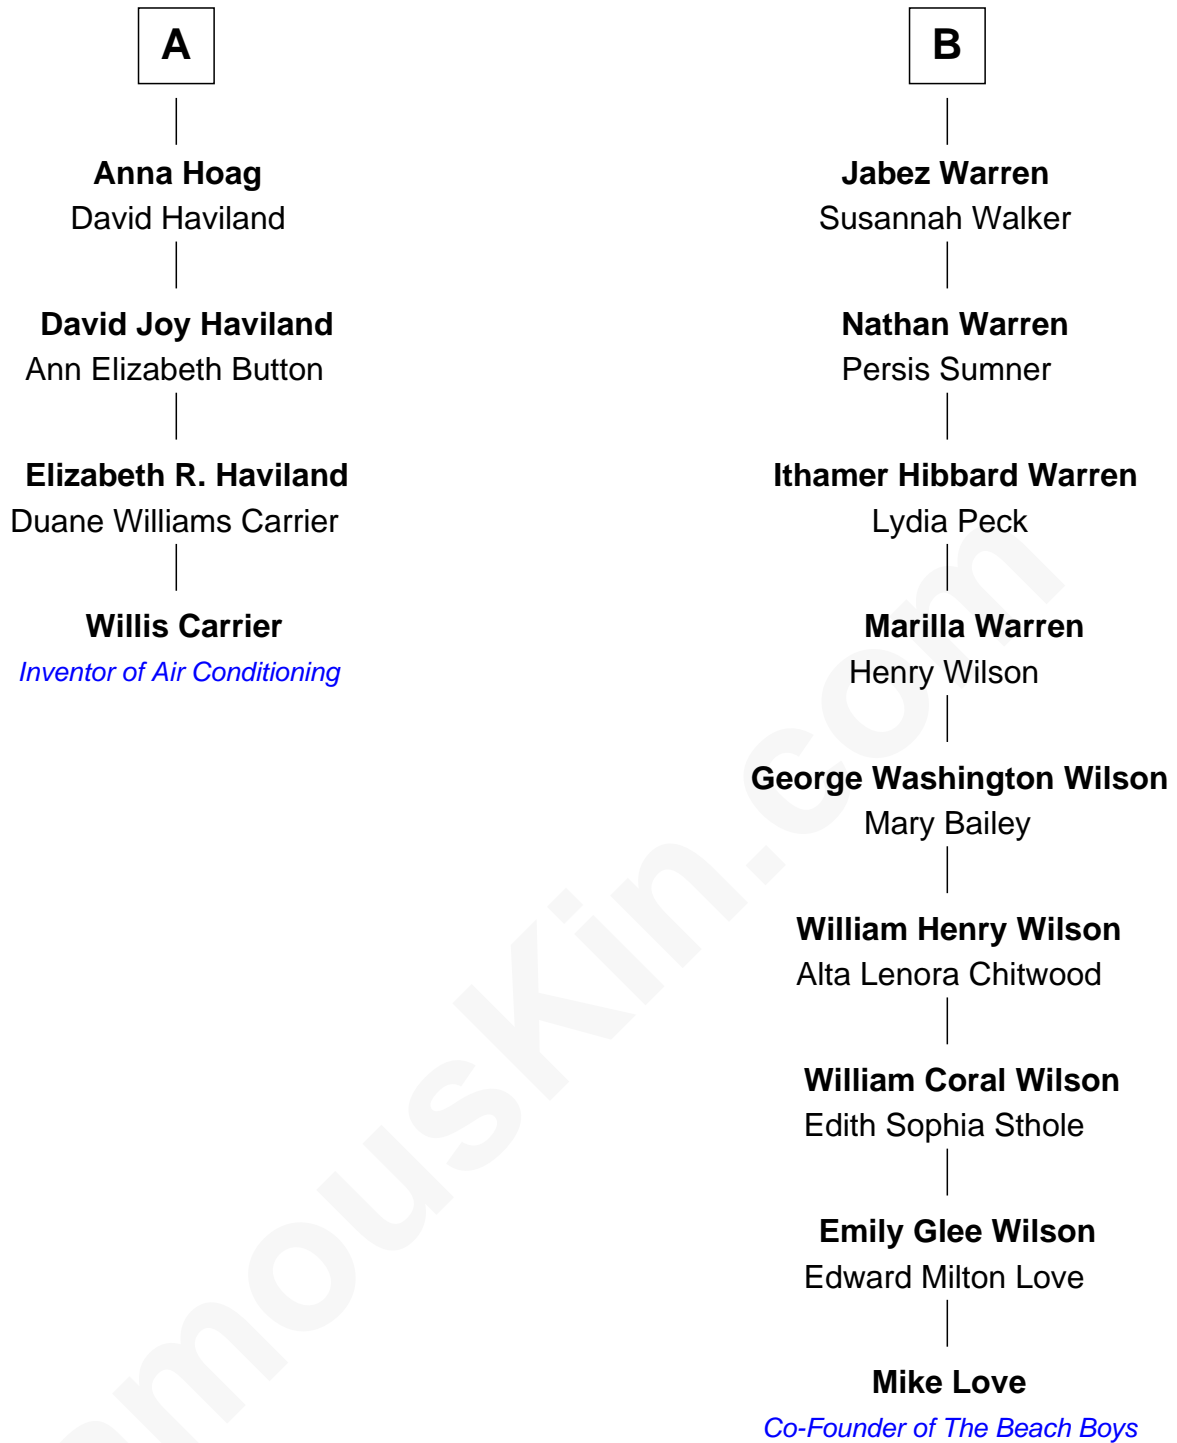 A
Anna Hoag
David Haviland
David Joy Haviland
Ann Elizabeth Button
Elizabeth R. Haviland
Duane Williams Carrier
Willis Carrier
Inventor of Air Conditioning
B
Jabez Warren
Susannah Walker
Nathan Warren
Persis Sumner
Ithamer Hibbard Warren
Lydia Peck
Marilla Warren
Henry Wilson
George Washington Wilson
Mary Bailey
William Henry Wilson
Alta Lenora Chitwood
William Coral Wilson
Edith Sophia Sthole
Emily Glee Wilson
Edward Milton Love
Mike Love
Co-Founder of The Beach Boys
amouskin.com